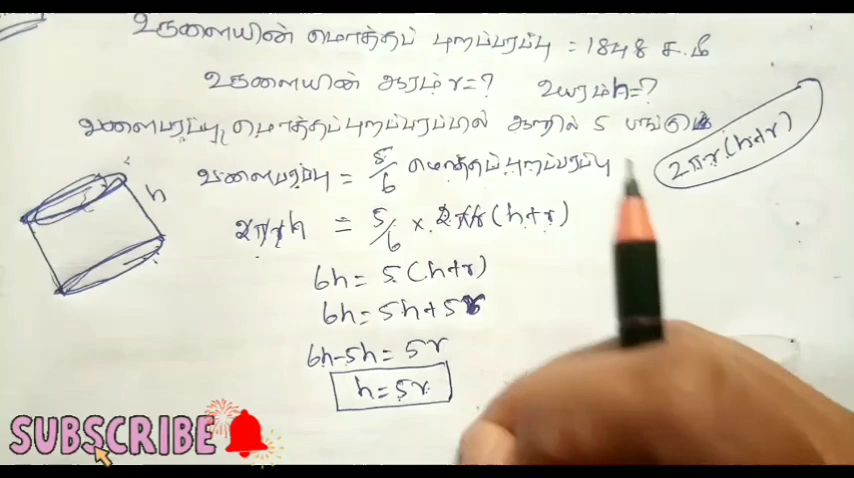 உருளையின் மொத்தப் புறப்பரப்பு = 1848 ச.மீ
உருளையின் ஆரம் r=? உயரம் h=?
வளைபரப்பு, மொத்தப்புறப்பரப்பில் ஆறில் 5 பங்கு
2πr(h+r)
வளைபரப்பு = 5/6 மொத்தப்புறப்பரப்பு
h
2πrh = 5/6 × 2πr(h+r)
6h = 5(h+r)
6h = 5h+5r
6h-5h = 5r
h=5r
SUBSCRIBE